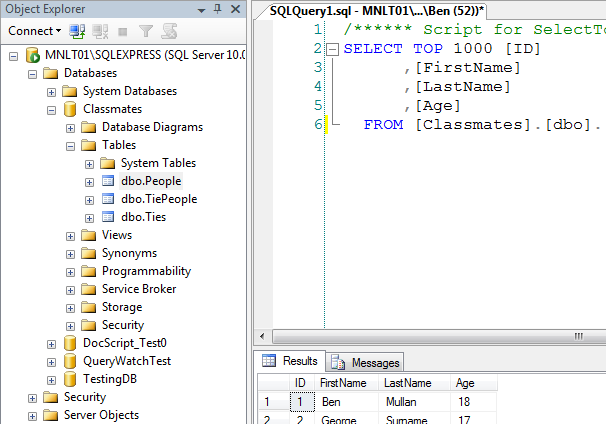 Object Explorer
Connect
MNLT01\SQLEXPRESS (SQL Server 10.0
Databases
System Databases
Classmates
Database Diagrams
Tables
System Tables
dbo.People
dbo.TiePeople
dbo.Ties
Views
Synonyms
Programmability
Service Broker
Storage
Security
DocScript_Test0
QueryWatchTest
TestingDB
Security
Server Objects
SQLQuery1.sql - MNLT01\...\Ben (52))*
1 /****** Script for SelectTo
2 SELECT TOP 1000 [ID]
3 ,[FirstName]
4 ,[LastName]
5 ,[Age]
6 FROM [Classmates].[dbo].
Results Messages
ID FirstName LastName Age
1 1 Ben Mullan 18
2 2 George Surname 17